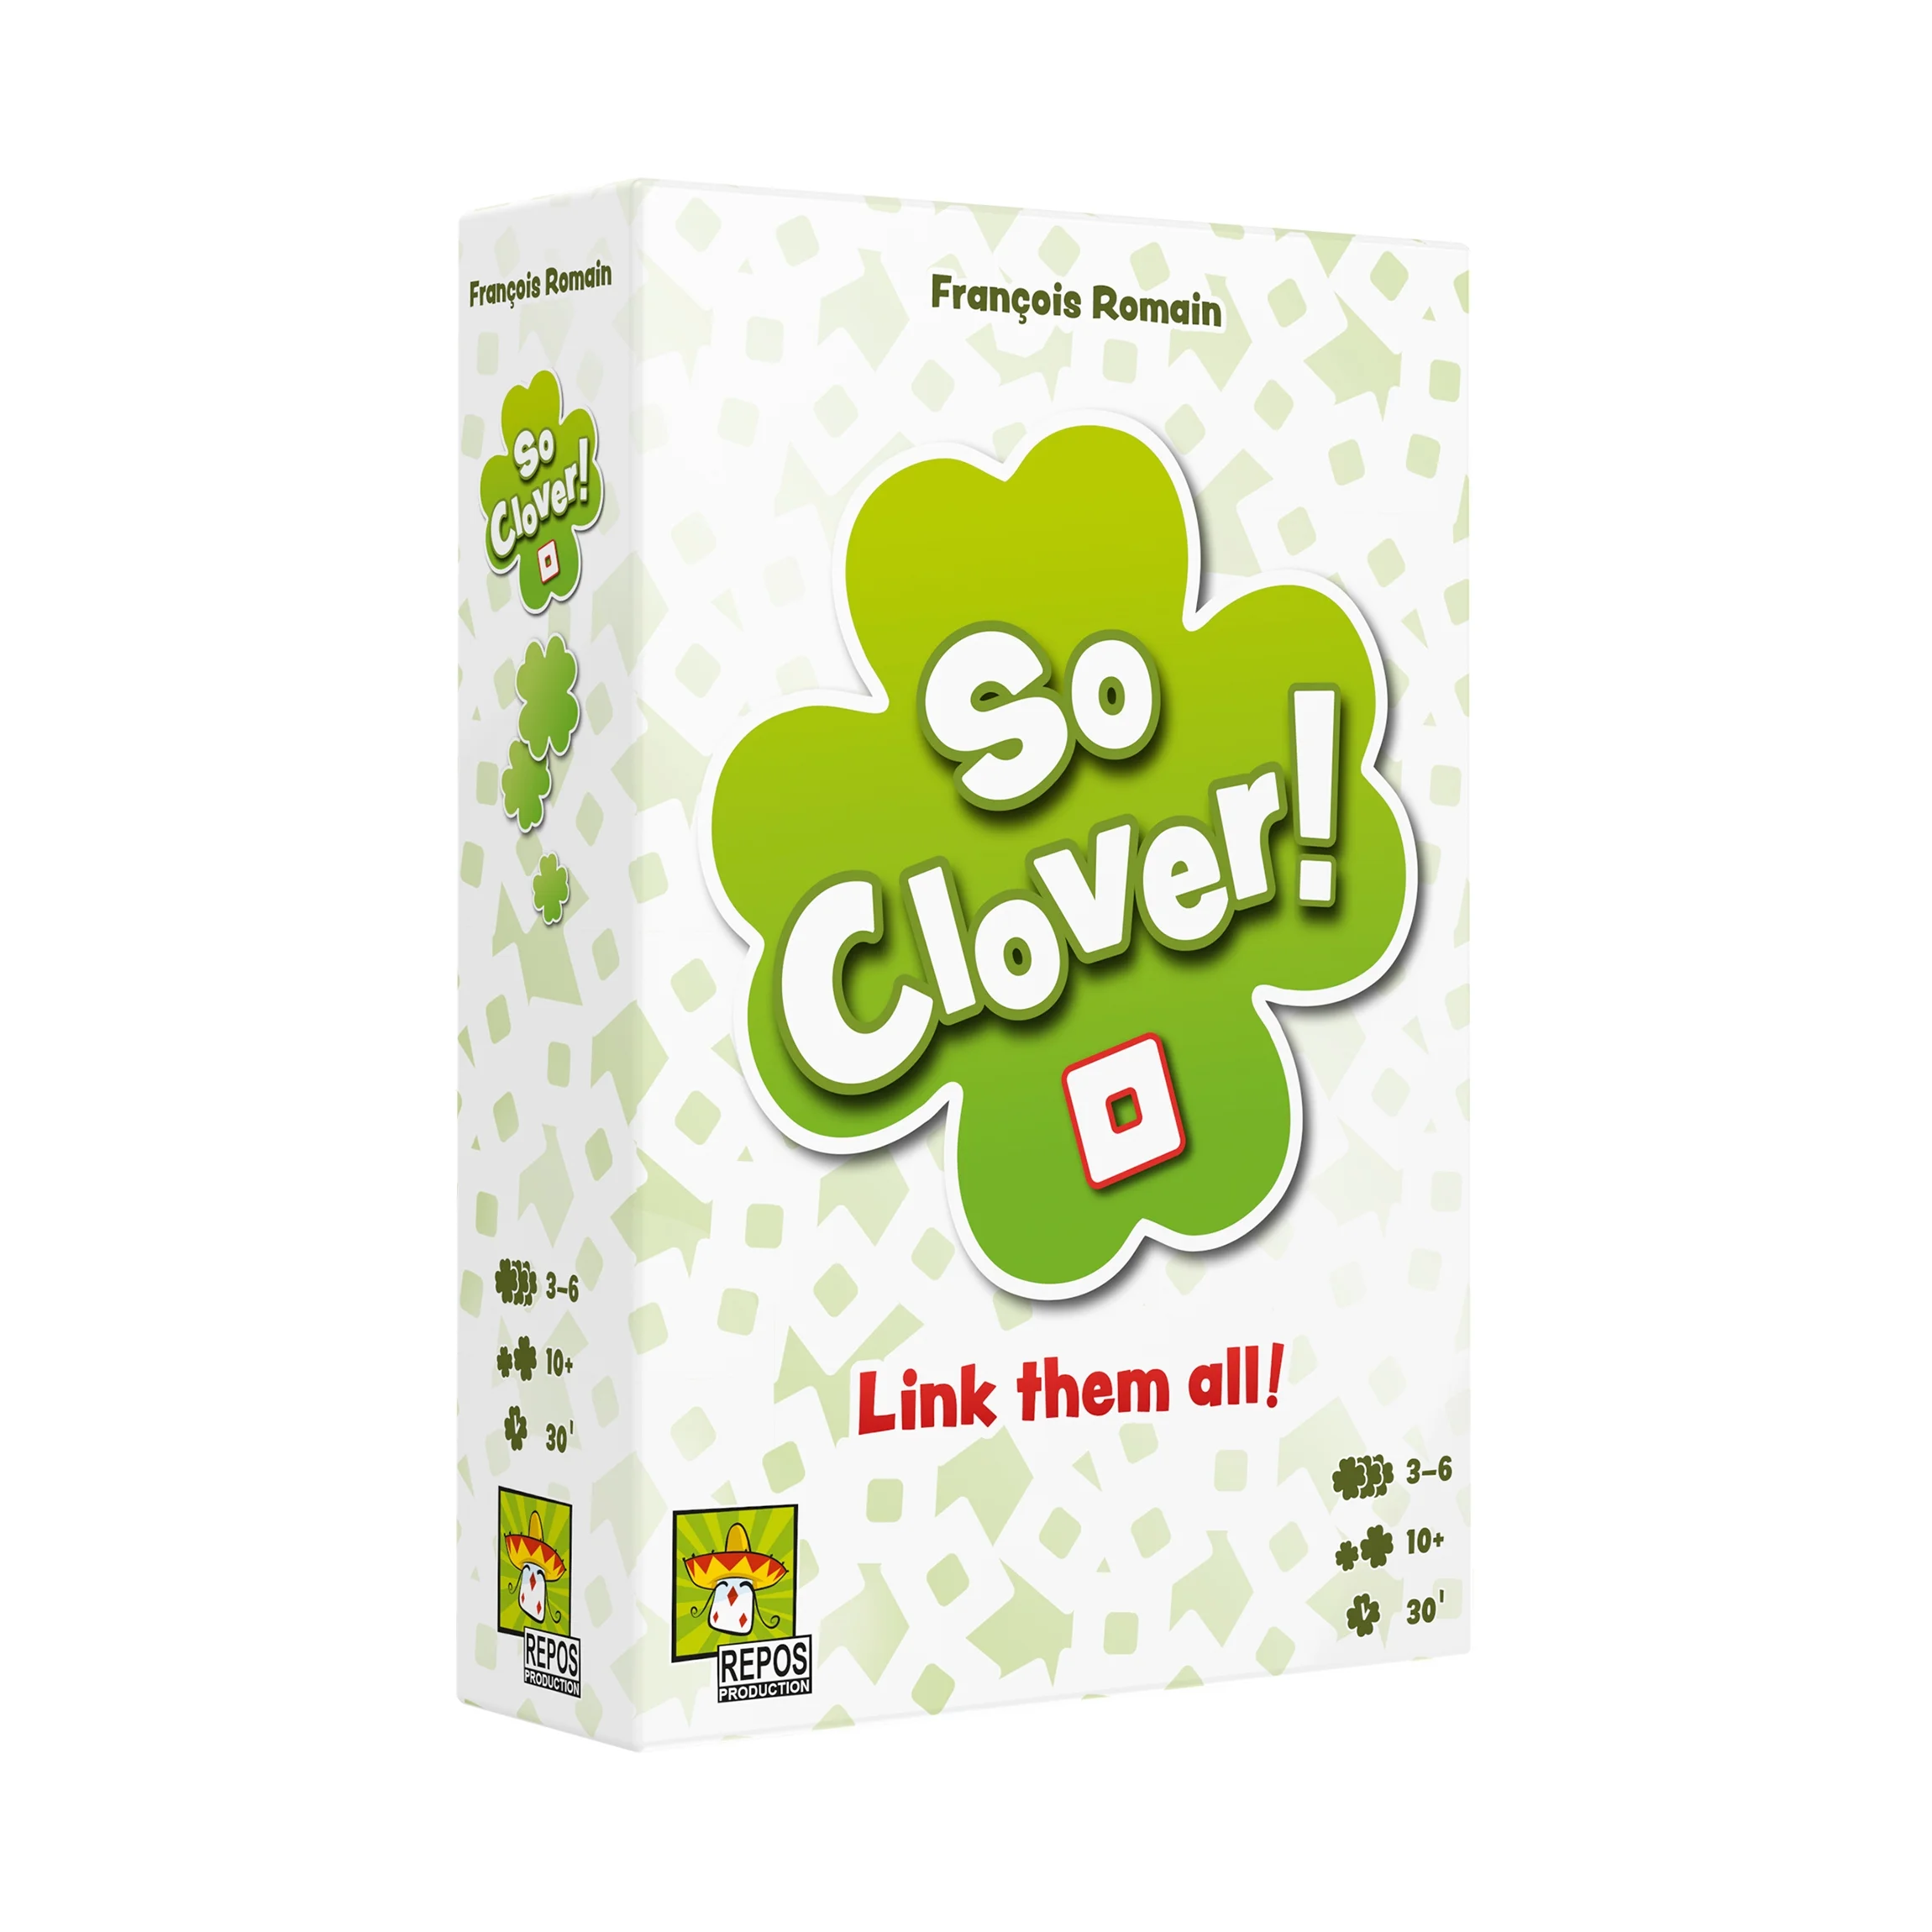 François Romain
So
Clover!
3–6
10+
30'
REPOS
PRODUCTION
François Romain
So
Clover!
Link them all!
3–6
10+
30'
REPOS
PRODUCTION